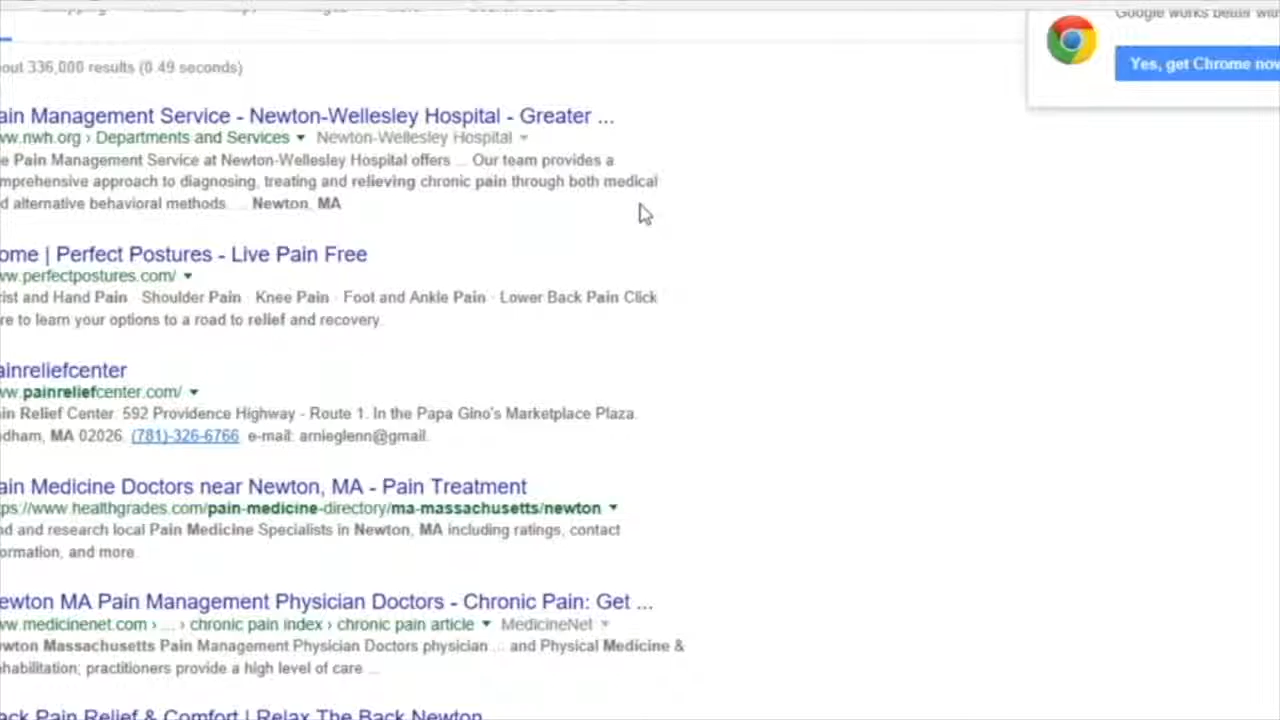 Google works better with
Yes, get Chrome now
out 336,000 results (0.49 seconds)
ain Management Service - Newton-Wellesley Hospital - Greater ...
ww.nwh.org › Departments and Services Newton-Wellesley Hospital
e Pain Management Service at Newton-Wellesley Hospital offers ... Our team provides a
mprehensive approach to diagnosing, treating and relieving chronic pain through both medical
d alternative behavioral methods. ... Newton, MA
ome | Perfect Postures - Live Pain Free
ww.perfectpostures.com/
rist and Hand Pain · Shoulder Pain · Knee Pain · Foot and Ankle Pain · Lower Back Pain Click
re to learn your options to a road to relief and recovery.
ainreliefcenter
ww.painreliefcenter.com/
in Relief Center. 592 Providence Highway - Route 1. In the Papa Gino's Marketplace Plaza.
dham, MA 02026. (781)-326-6766. e-mail: arnieglenn@gmail.
ain Medicine Doctors near Newton, MA - Pain Treatment
ps://www.healthgrades.com/pain-medicine-directory/ma-massachusetts/newton
nd and research local Pain Medicine Specialists in Newton, MA including ratings, contact
ormation, and more.
ewton MA Pain Management Physician Doctors - Chronic Pain: Get ...
ww.medicinenet.com › ... › chronic pain index › chronic pain article MedicineNet
wton Massachusetts Pain Management Physician Doctors physician ... and Physical Medicine &
habilitation; practitioners provide a high level of care ...
ack Pain Relief & Comfort | Relax The Back Newton